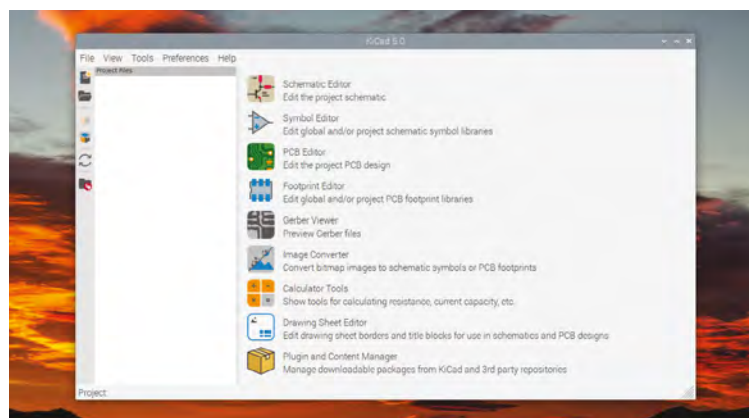 KiCad 6.0
File View Tools Preferences Help
Project Files
Schematic Editor
Edit the project schematic
Symbol Editor
Edit global and/or project schematic symbol libraries
PCB Editor
Edit the project PCB design
Footprint Editor
Edit global and/or project PCB footprint libraries
Gerber Viewer
Preview Gerber files
Image Converter
Convert bitmap images to schematic symbols or PCB footprints
Calculator Tools
Show tools for calculating resistance, current capacity, etc.
Drawing Sheet Editor
Edit drawing sheet borders and title blocks for use in schematics and PCB designs
Plugin and Content Manager
Manage downloadable packages from KiCad and 3rd party repositories
Project: